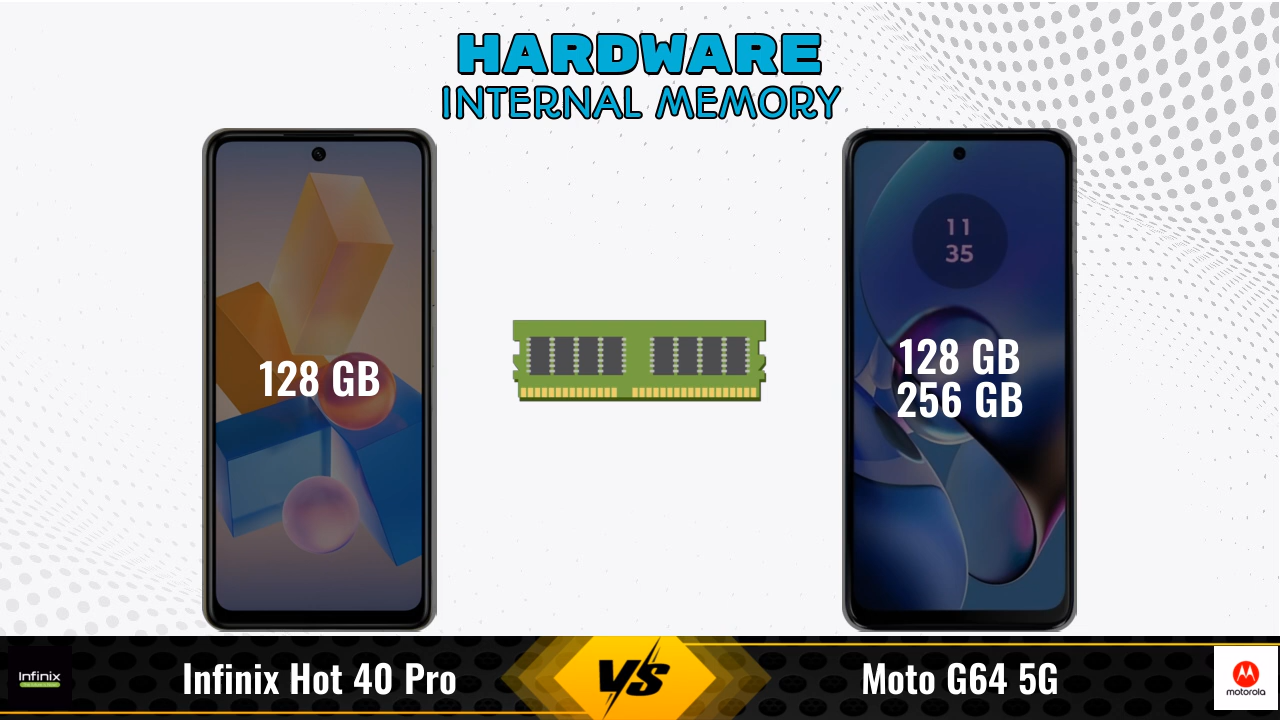 HARDWARE
INTERNAL MEMORY
11
35
128 GB
128 GB
256 GB
Infinix
Infinix Hot 40 Pro
VS
Moto G64 5G
motorola